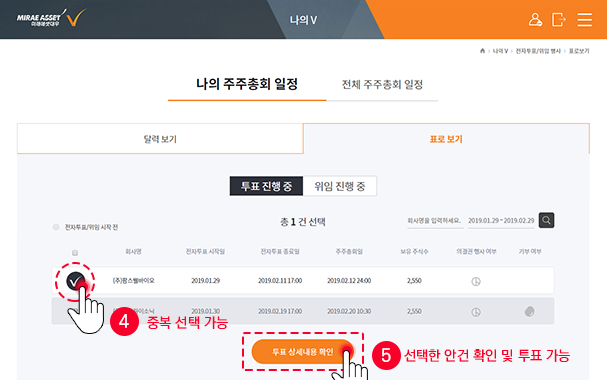 MIRAE ASSET
미래에셋대우
나의 V
나의 V > 전자투표/위임 행사 > 표로보기
나의 주주총회 일정 전체 주주총회 일정
달력 보기 표로 보기
투표 진행 중 위임 진행 중
전자투표/위임 시작 전 총 1 건 선택 회사명을 입력하세요. 2019.01.29 ~2019.02.29
회사명 전자투표 시작일 전자투표 종료일 주주총회일 보유 주식수 의결권 행사 여부 기부 여부
(주)팜스웰바이오 2019.01.29 2019.02.11 17:00 2019.02.12 24:00 2,550
이소닉 2019.01.30 2019.02.19 17:00 2019.02.20 10:30 2,550
4 중복 선택 가능
투표 상세내용 확인 5 선택한 안건 확인 및 투표 가능